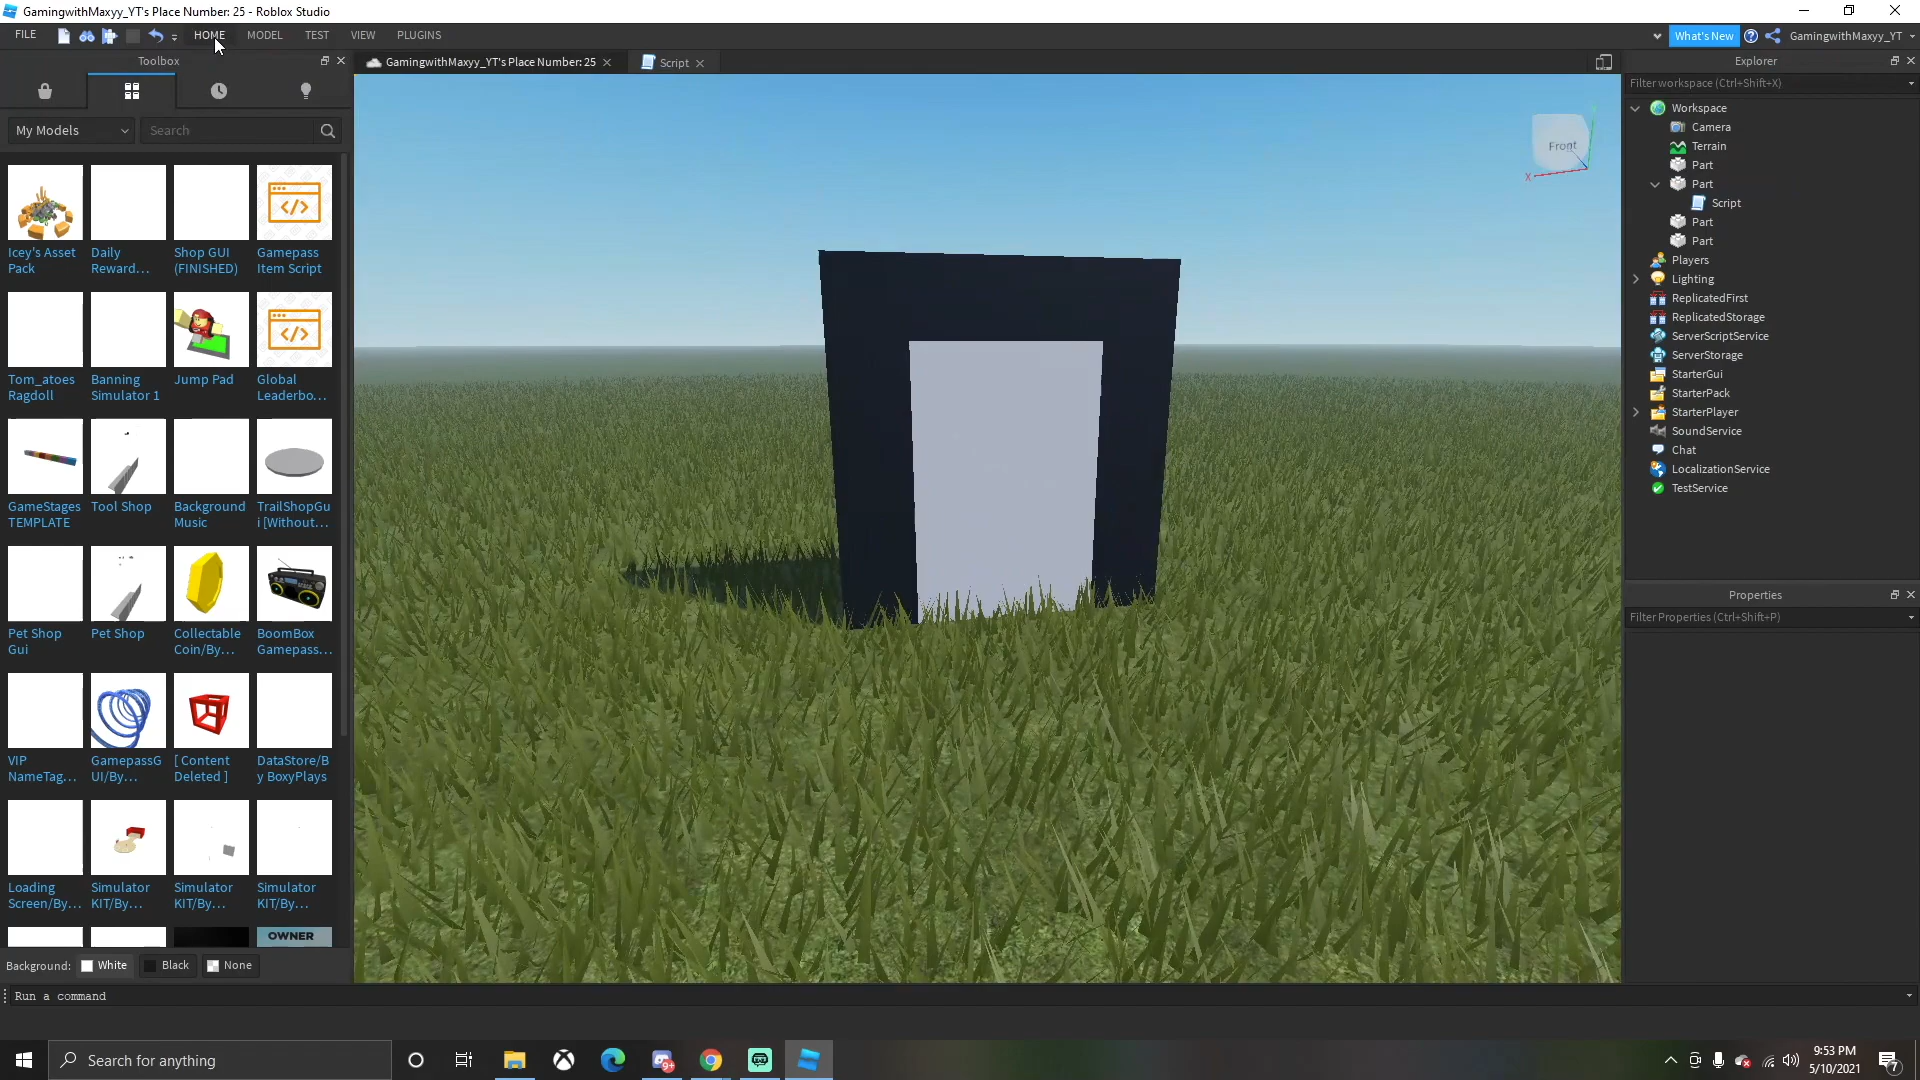 GamingwithMaxyy_YT's Place Number: 25 - Roblox Studio
FILE
HOME
MODEL
TEST
VIEW
PLUGINS
What's New
GamingwithMaxyy_YT
Toolbox
GamingwithMaxyy_YT's Place Number: 25
Script
Explorer
My Models
Search
Icey's Asset
Pack
Daily
Reward...
Shop GUI
(FINISHED)
Gamepass
Item Script
Tom_atoes
Ragdoll
Banning
Simulator 1
Jump Pad
Global
Leaderbo...
GameStages
TEMPLATE
Tool Shop
Background
Music
TrailShopGu
i [Without...
Pet Shop
Gui
Pet Shop
Collectable
Coin/By...
BoomBox
Gamepass...
VIP
NameTag...
GamepassG
UI/By...
[ Content
Deleted ]
DataStore/B
y BoxyPlays
Loading
Screen/By...
Simulator
KIT/By...
Simulator
KIT/By...
Simulator
KIT/By...
OWNER
Background:
White
Black
None
Run a command
Front
X
Filter workspace (Ctrl+Shift+X)
Workspace
Camera
Terrain
Part
Part
Script
Part
Part
Players
Lighting
ReplicatedFirst
ReplicatedStorage
ServerScriptService
ServerStorage
StarterGui
StarterPack
StarterPlayer
SoundService
Chat
LocalizationService
TestService
Properties
Filter Properties (Ctrl+Shift+P)
Search for anything
9+
9:53 PM
5/10/2021
7